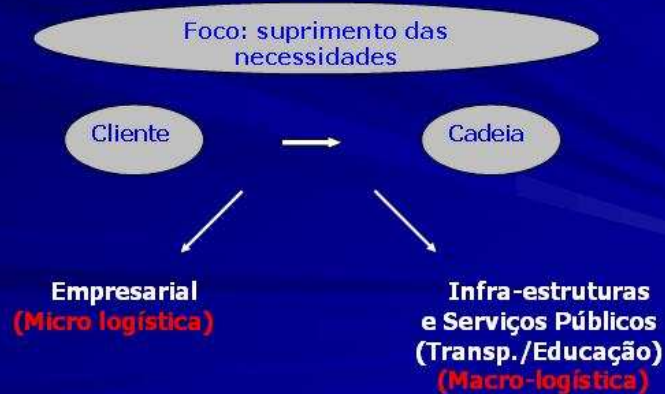 Foco: suprimento das
necessidades
Cliente
Cadeia
Empresarial
(Micro logística)
Infra-estruturas
e Serviços Públicos
(Transp./Educação)
(Macro-logística)